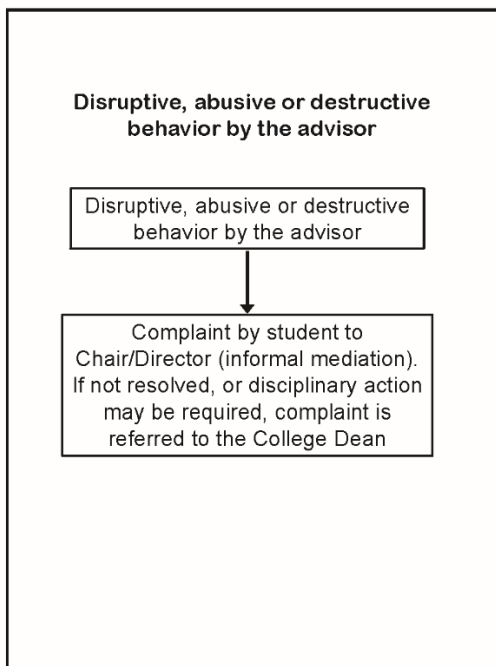 Disruptive, abusive or destructive
behavior by the advisor
Disruptive, abusive or destructive
behavior by the advisor
Complaint by student to
Chair/Director (informal mediation).
If not resolved, or disciplinary action
may be required, complaint is
referred to the College Dean